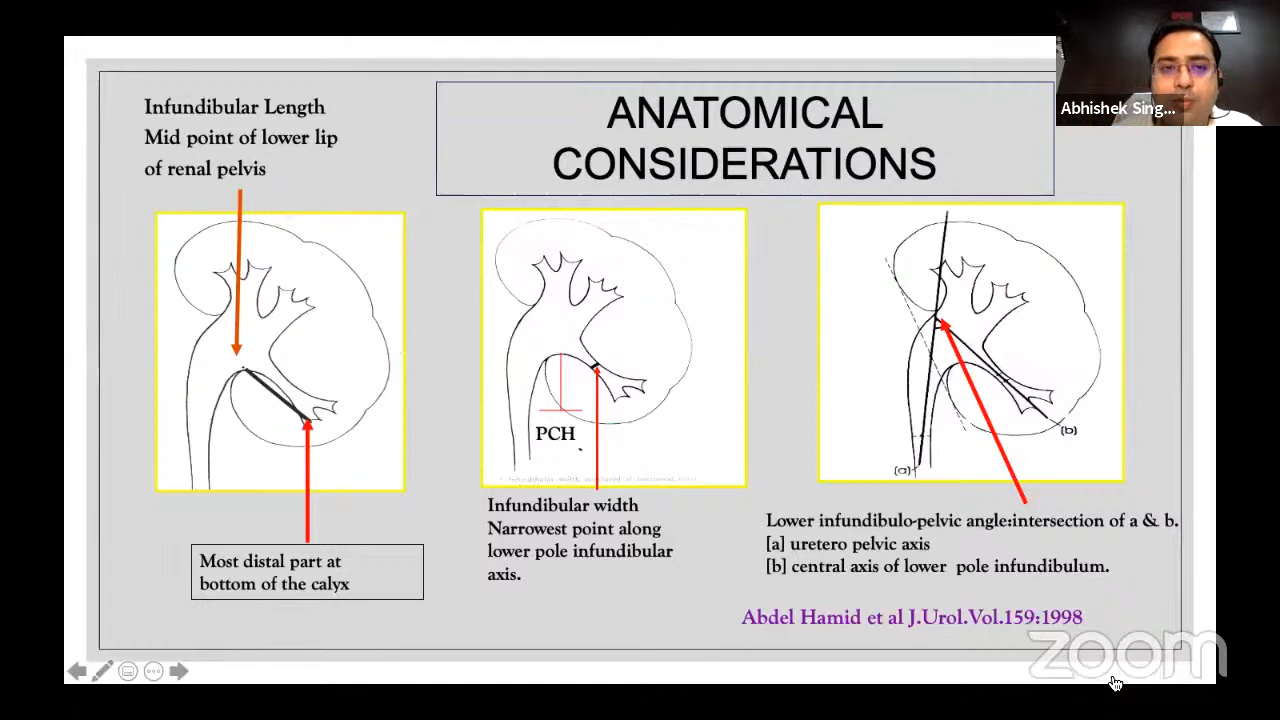 Abhishek Sing...
ANATOMICAL
CONSIDERATIONS
Infundibular Length
Mid point of lower lip
of renal pelvis
Most distal part at
bottom of the calyx
PCH
Infundibular width
Narrowest point along
lower pole infundibular
axis.
(a)
(b)
Lower infundibulo-pelvic angle:intersection of a & b.
[a] uretero pelvic axis
[b] central axis of lower pole infundibulum.
Abdel Hamid et al J.Urol.Vol.159:1998
zoom